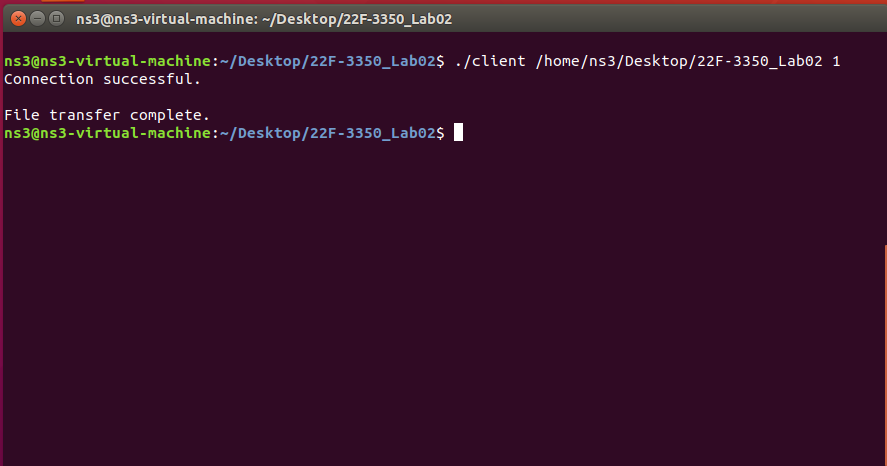 ns3@ns3-virtual-machine: ~/Desktop/22F-3350_Lab02
ns3@ns3-virtual-machine:~/Desktop/22F-3350_Lab02$ ./client /home/ns3/Desktop/22F-3350_Lab02 1
Connection successful.
File transfer complete.
ns3@ns3-virtual-machine:~/Desktop/22F-3350_Lab02$